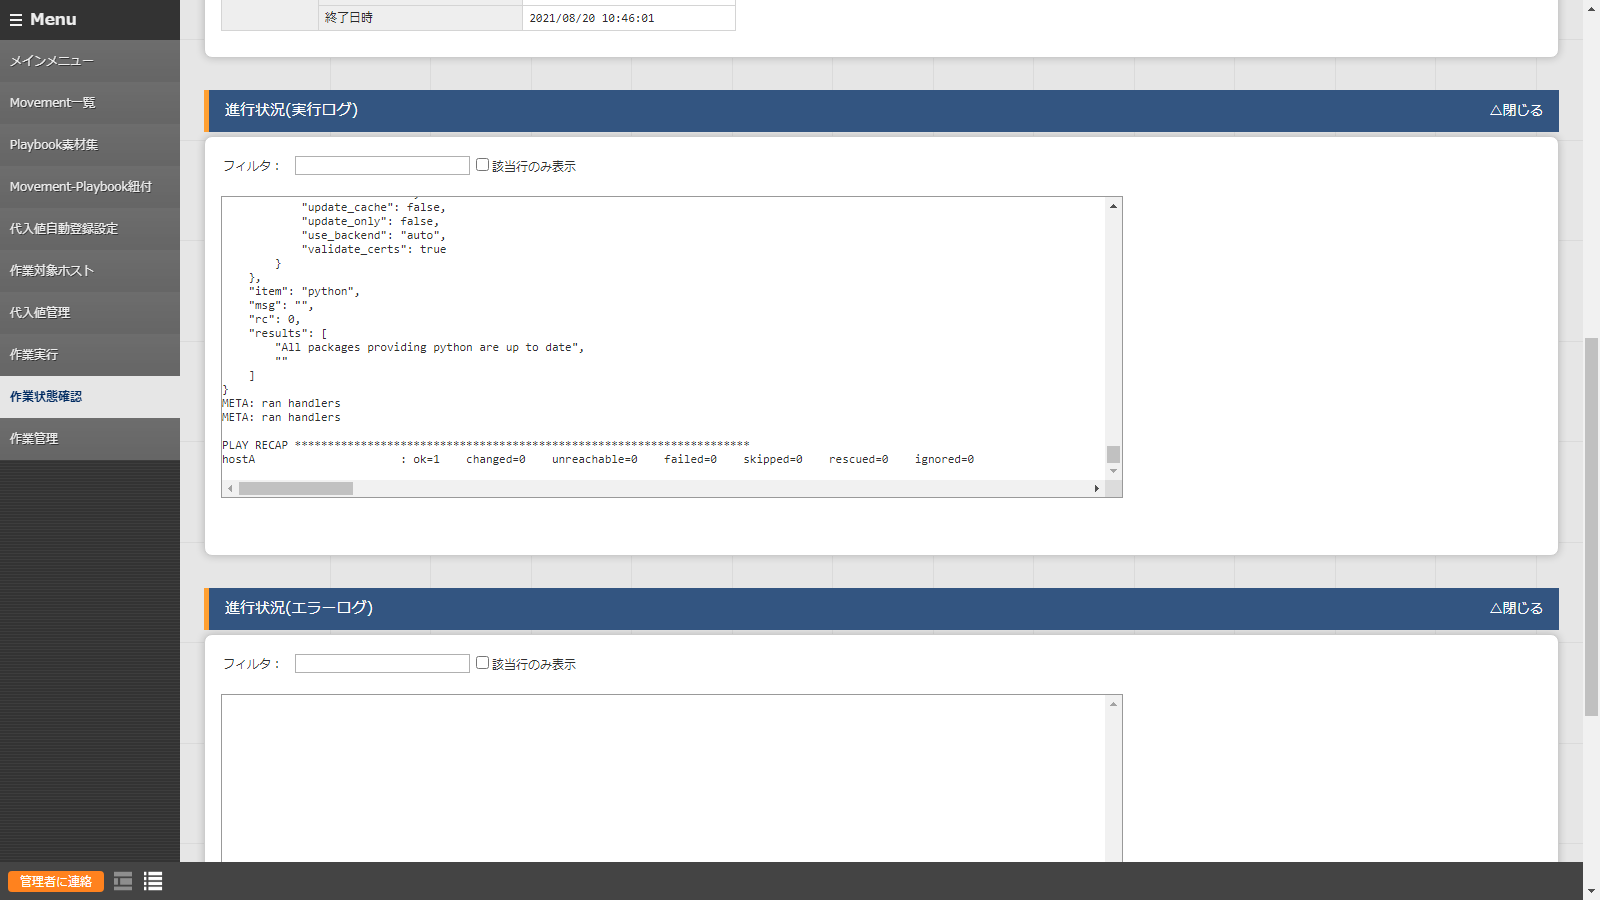 ☰ Menu
メインメニュー
Movement一覧
Playbook素材集
Movement-Playbook紐付
代入値自動登録設定
作業対象ホスト
代入値管理
作業実行
作業状態確認
作業管理
終了日時 2021/08/20 10:46:01
進行状況(実行ログ) △閉じる
フィルタ： 該当行のみ表示
"update_cache": false,
"update_only": false,
"use_backend": "auto",
"validate_certs": true
}
},
"item": "python",
"msg": "",
"rc": 0,
"results": [
"All packages providing python are up to date",
""
]
}
META: ran handlers
META: ran handlers
PLAY RECAP *********************************************************************
hostA : ok=1 changed=0 unreachable=0 failed=0 skipped=0 rescued=0 ignored=0
進行状況(エラーログ) △閉じる
フィルタ： 該当行のみ表示
管理者に連絡